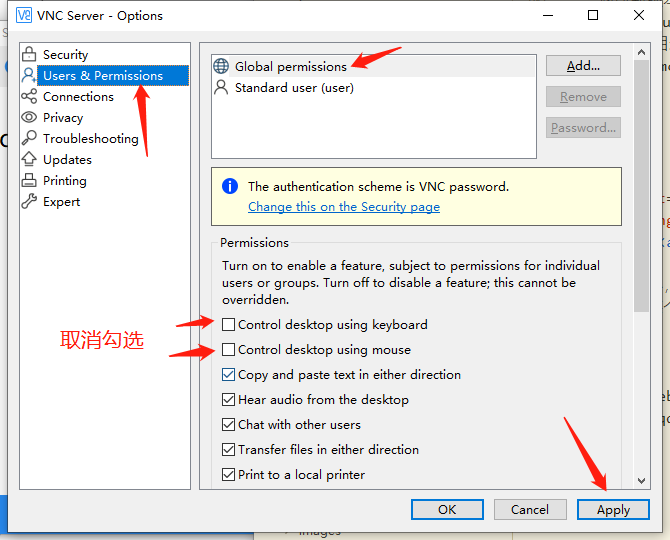 VNC Server - Options
Security
Users & Permissions
Connections
Privacy
Troubleshooting
Updates
Printing
Expert
Global permissions
Standard user (user)
Add...
Remove
Password...
The authentication scheme is VNC password.
Change this on the Security page
Permissions
Turn on to enable a feature, subject to permissions for individual
users or groups. Turn off to disable a feature; this cannot be
overridden.
取消勾选
Control desktop using keyboard
Control desktop using mouse
Copy and paste text in either direction
Hear audio from the desktop
Chat with other users
Transfer files in either direction
Print to a local printer
OK
Cancel
Apply